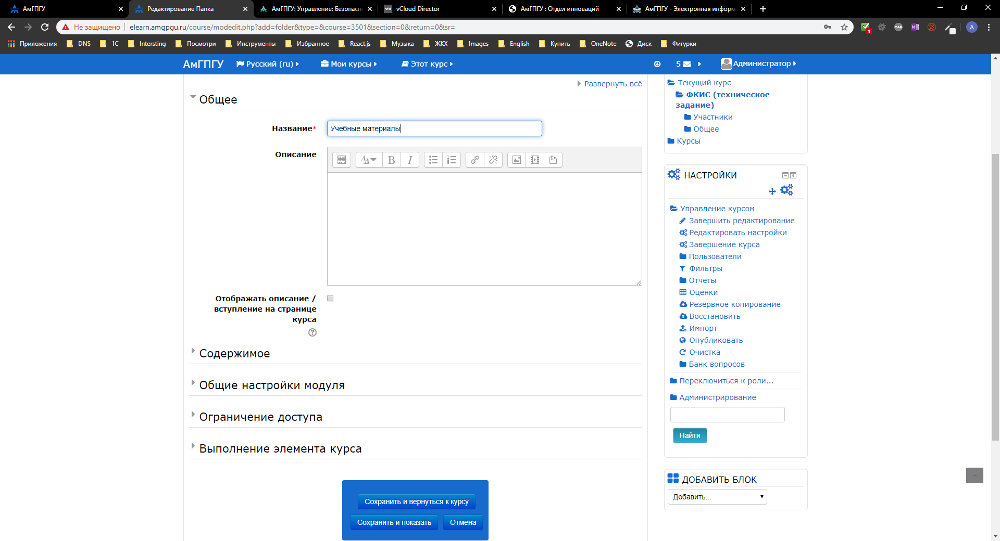 АмГПГУ
Редактирование Папка
АмГПГУ: Управление: Безопасн
vCloud Director
АмГПГУ : Отдел инноваций
АмГПГУ - Электронная информ
Не защищено
elearn.amgpgu.ru/course/modedit.php?add=folder&type=&course=3501&section=0&return=0&sr=
Приложения DNS 1С Intersting Посмотри Инструменты Избранное React.js Музыка ЖКХ Images English Купить OneNote Диск Фигурки
АмГПГУ Русский (ru) Мои курсы Этот курс 5 Администратор
Развернуть всё
Общее
Название*
Учебные материалы
Описание
Отображать описание /
вступление на странице
курса
Содержимое
Общие настройки модуля
Ограничение доступа
Выполнение элемента курса
Сохранить и вернуться к курсу
Сохранить и показать Отмена
Текущий курс
ФКИС (техническое
задание)
Участники
Общее
Курсы
НАСТРОЙКИ
Управление курсом
Завершить редактирование
Редактировать настройки
Завершение курса
Пользователи
Фильтры
Отчеты
Оценки
Резервное копирование
Восстановить
Импорт
Опубликовать
Очистка
Банк вопросов
Переключиться к роли...
Администрирование
Найти
ДОБАВИТЬ БЛОК
Добавить...